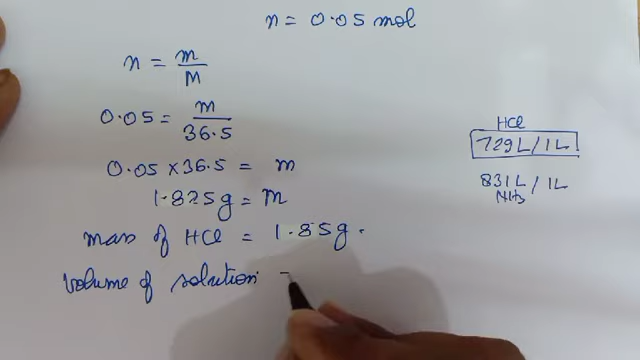 n = 0.05 mol
n = m / M
0.05 = m / 36.5
0.05 × 36.5 = m
1.825g = m
mass of HCl = 1.85g.
Volume of solution -
HCl
729L/1L
831L/1L
NH3